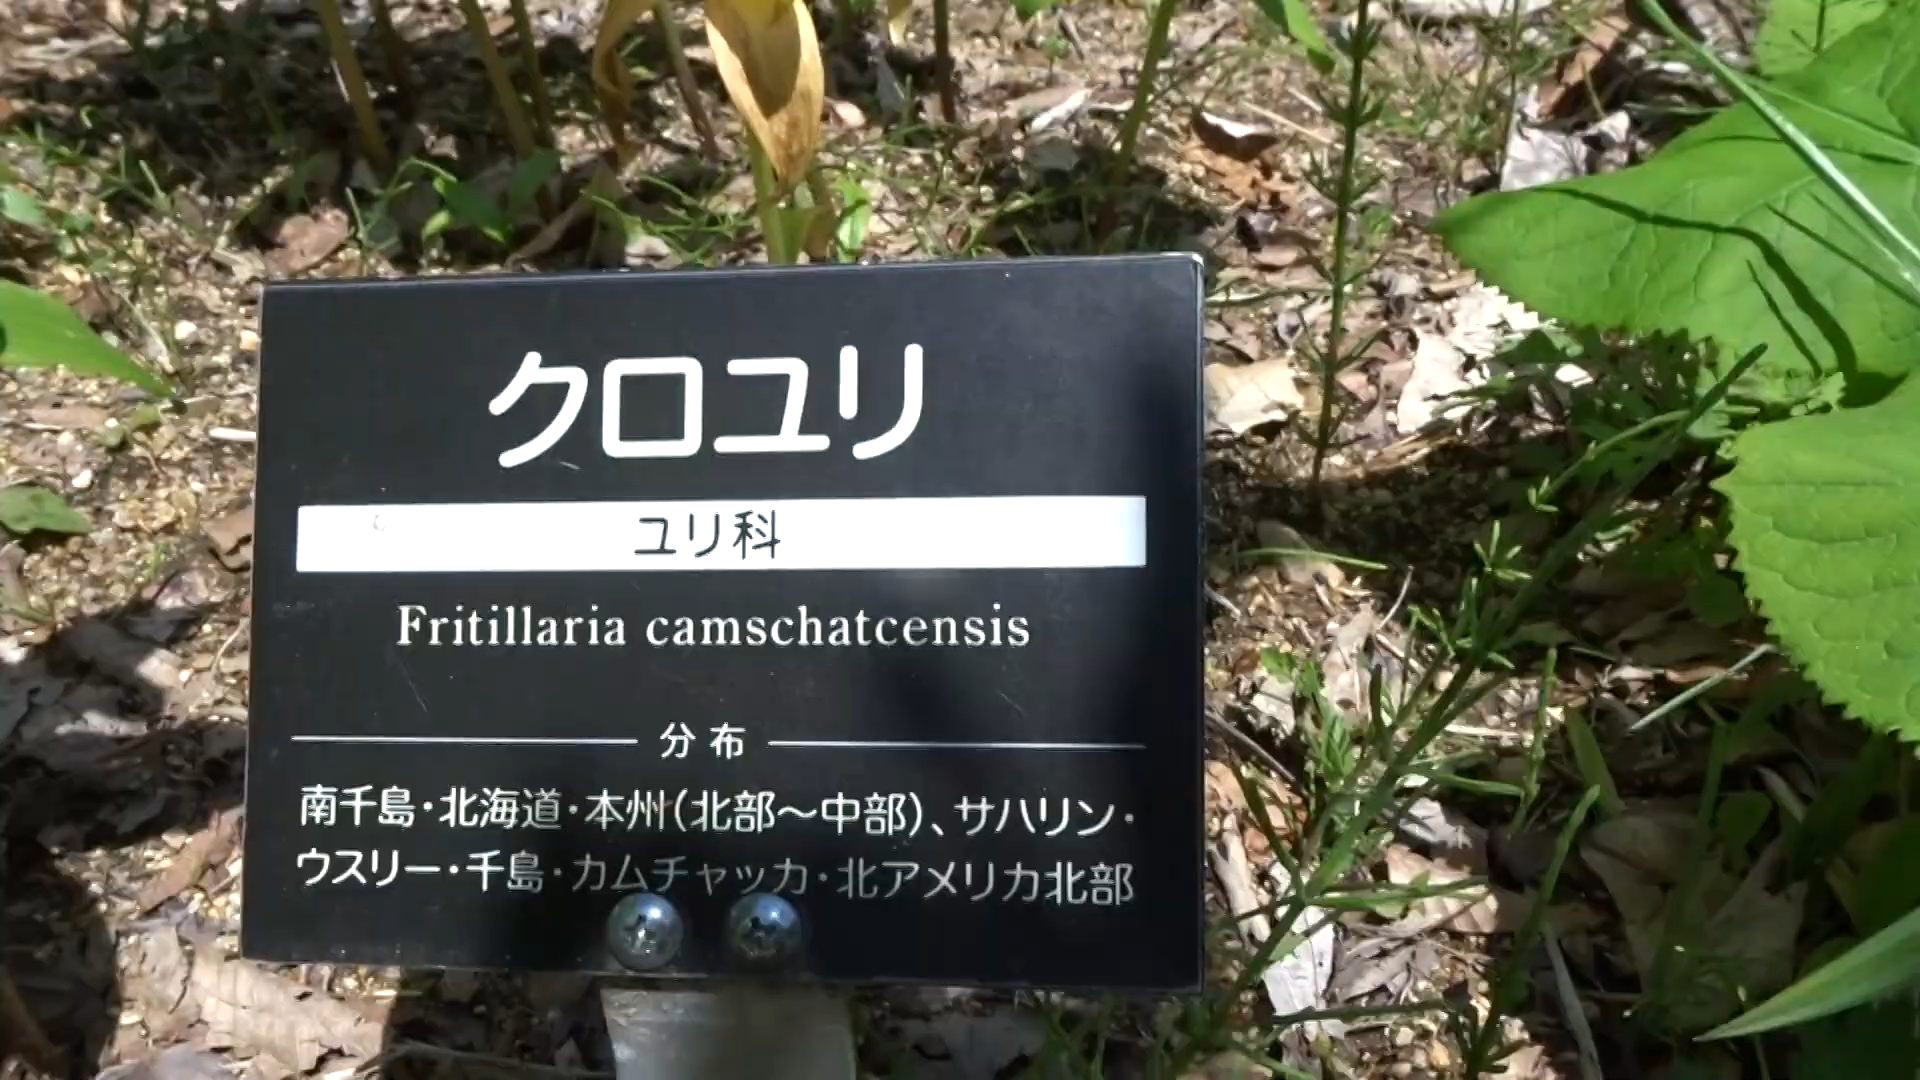 クロユリ
ユリ科
Fritillaria camschatcensis
分布
南千島・北海道・本州(北部〜中部)、サハリン・
ウスリー・千島・カムチャッカ・北アメリカ北部